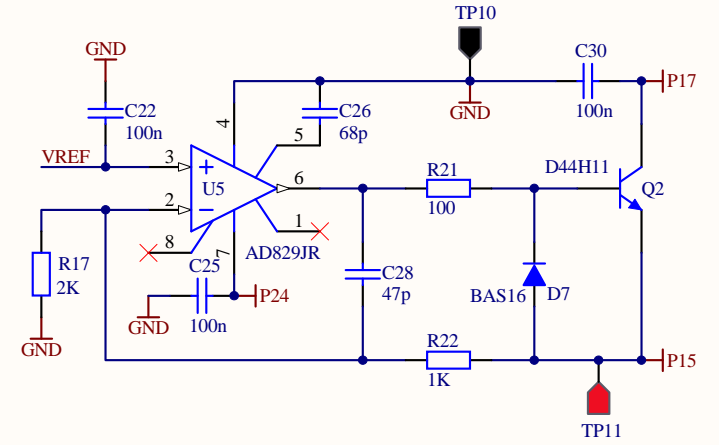 TP10
GND
C30
P17
C22
100n
4
C26
68p
GND
100n
5
VREF
3
R21
D44H11
U5
6
Q2
2
100
1
8
7
AD829JR
R17
2K
C25
C28
47p
BAS16
D7
P24
GND
100n
GND
R22
1K
P15
TP11